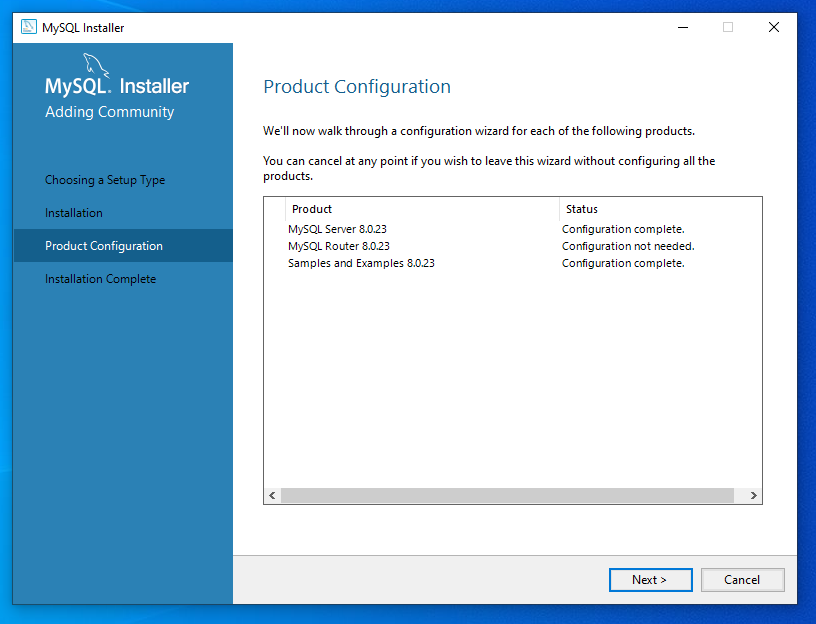 MySQL Installer
MySQL. Installer
Adding Community
Choosing a Setup Type
Installation
Product Configuration
Installation Complete
Product Configuration
We'll now walk through a configuration wizard for each of the following products.
You can cancel at any point if you wish to leave this wizard without configuring all the
products.
Product Status
MySQL Server 8.0.23 Configuration complete.
MySQL Router 8.0.23 Configuration not needed.
Samples and Examples 8.0.23 Configuration complete.
Next > Cancel